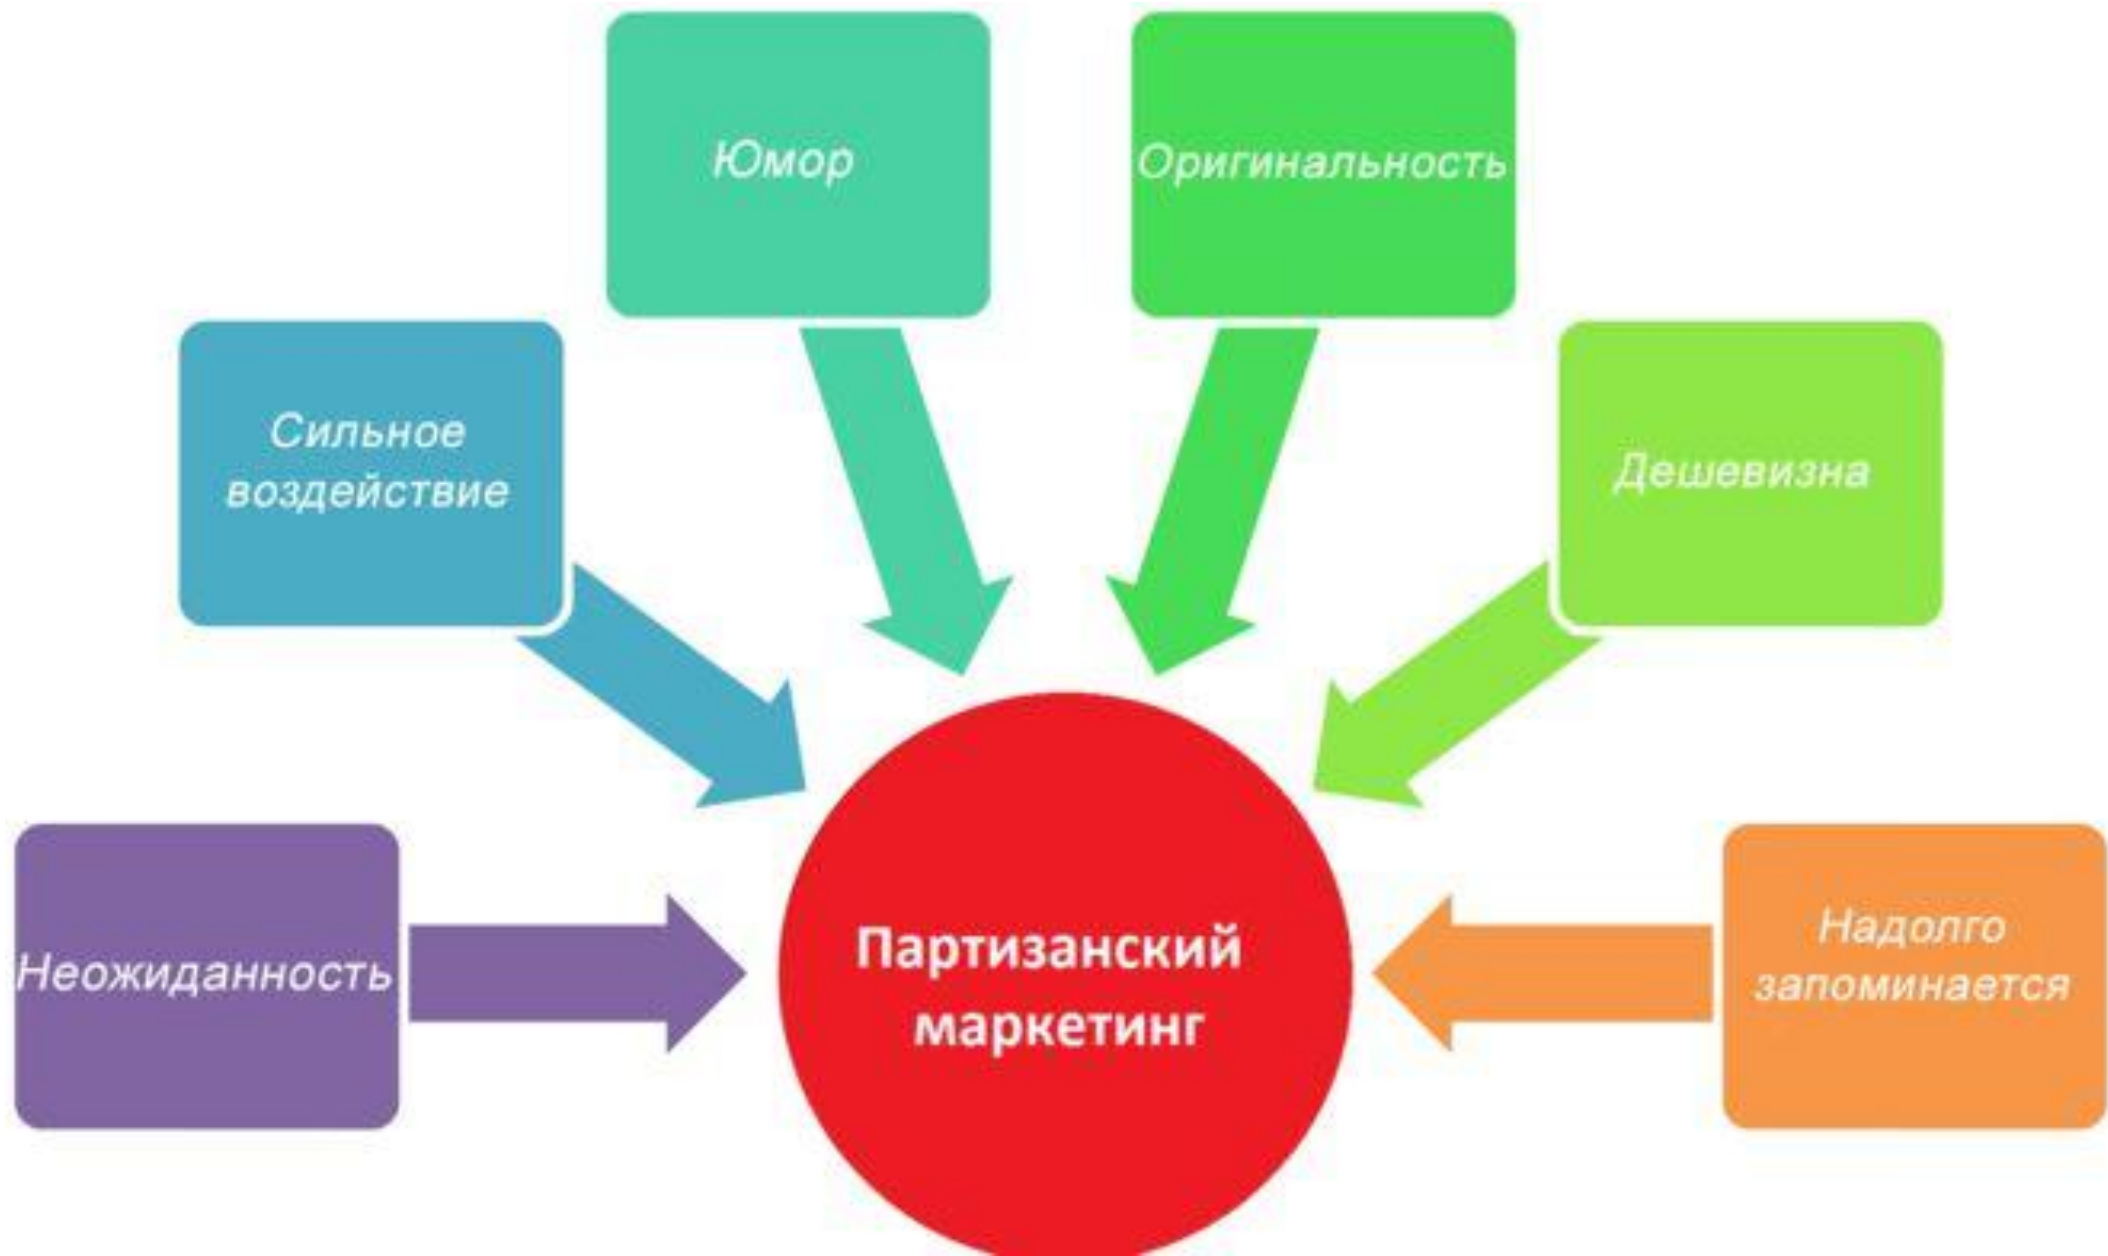 Юмор
Оригинальность
Сильное
воздействие
Дешевизна
Неожиданность
Партизанский
маркетинг
Надолго
запоминается